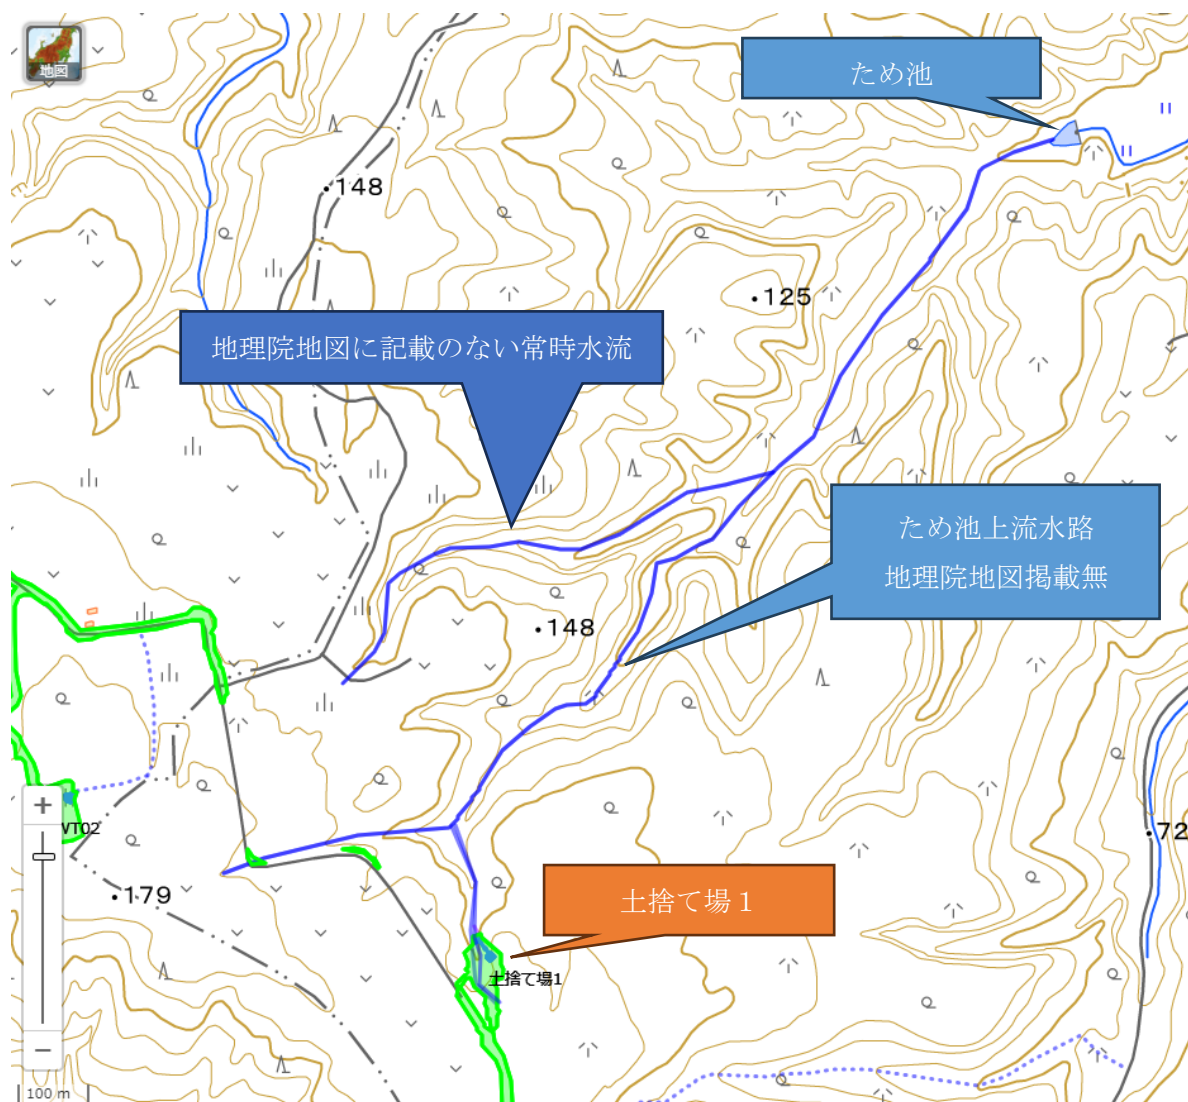 地図
ため池
148
125
地理院地図に記載のない常時水流
ため池上流水路
地理院地図掲載無
148
+
VT02
72
179
土捨て場１
土捨て場1
−
100 m